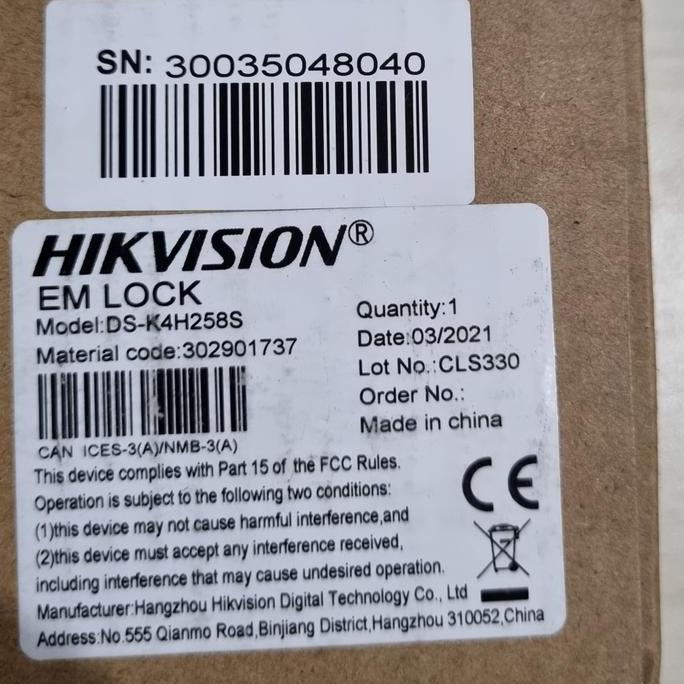 SN: 30035048040
HIKVISION®
EM LOCK
Model:DS-K4H258S
Material code:302901737
Quantity:1
Date:03/2021
Lot No.:CLS330
Order No.:
Made in china
CAN ICES-3(A)/NMB-3(A)
This device complies with Part 15 of the FCC Rules.
Operation is subject to the following two conditions:
(1)this device may not cause harmful interference,and
(2)this device must accept any interference received,
including interference that may cause undesired operation.
Manufacturer:Hangzhou Hikvision Digital Technology Co., Ltd
Address:No.555 Qianmo Road,Binjiang District,Hangzhou 310052,China
CE